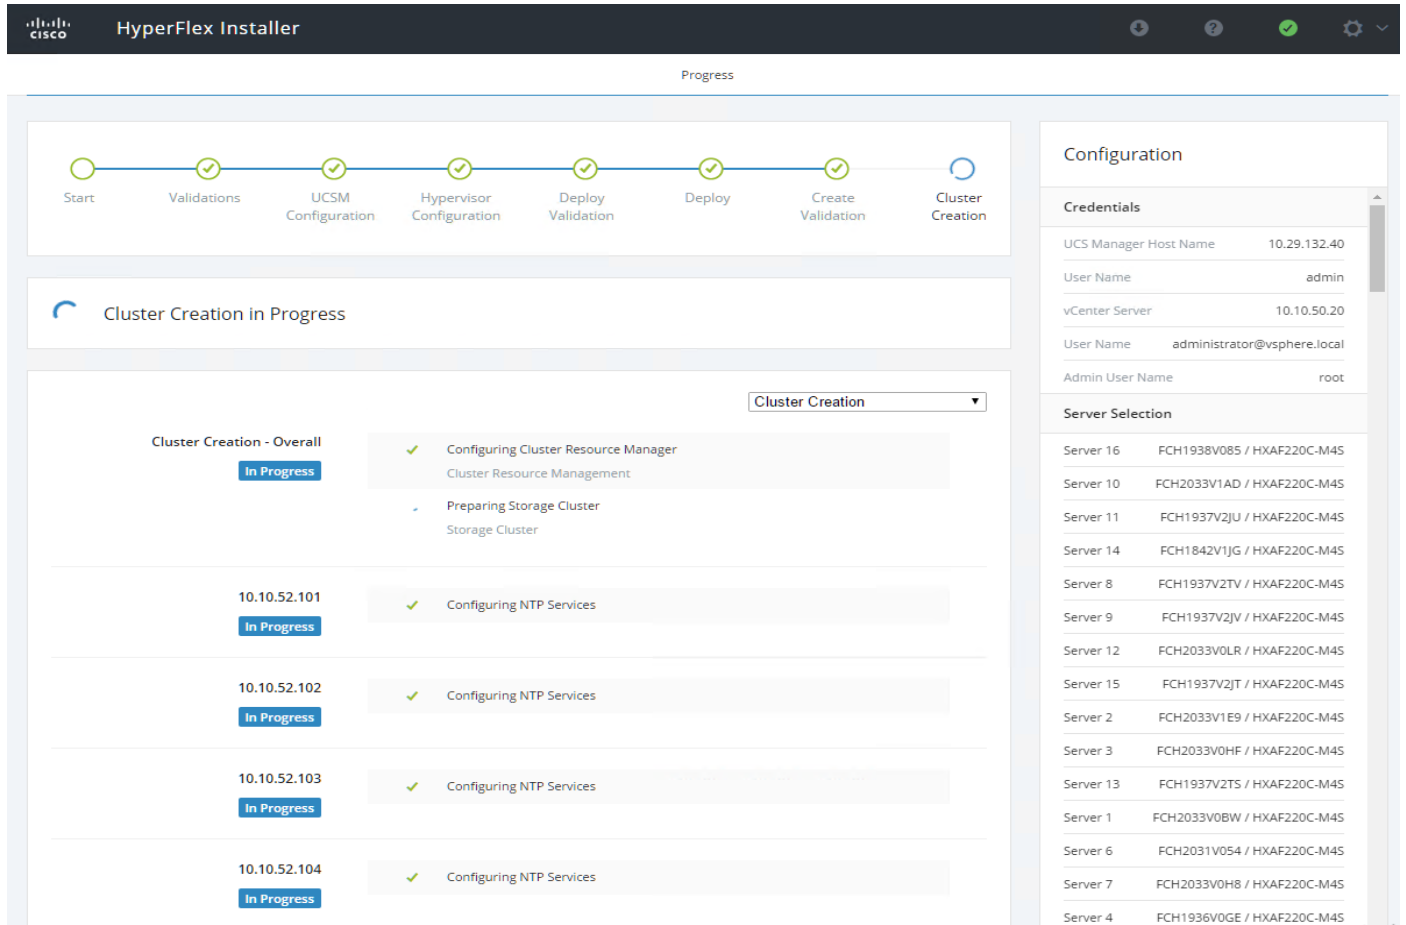 cisco
HyperFlex Installer
Progress
Start
Validations
UCSM
Configuration
Hypervisor
Configuration
Deploy
Validation
Deploy
Create
Validation
Cluster
Creation
Cluster Creation in Progress
Cluster Creation
Cluster Creation - Overall
In Progress
Configuring Cluster Resource Manager
Cluster Resource Management
Preparing Storage Cluster
Storage Cluster
10.10.52.101
In Progress
Configuring NTP Services
10.10.52.102
In Progress
Configuring NTP Services
10.10.52.103
In Progress
Configuring NTP Services
10.10.52.104
In Progress
Configuring NTP Services
Configuration
Credentials
UCS Manager Host Name 10.29.132.40
User Name admin
vCenter Server 10.10.50.20
User Name administrator@vsphere.local
Admin User Name root
Server Selection
Server 16 FCH1938V085 / HXAF220C-M4S
Server 10 FCH2033V1AD / HXAF220C-M4S
Server 11 FCH1937V2JU / HXAF220C-M4S
Server 14 FCH1842V1JG / HXAF220C-M4S
Server 8 FCH1937V2TV / HXAF220C-M4S
Server 9 FCH1937V2JV / HXAF220C-M4S
Server 12 FCH2033V0LR / HXAF220C-M4S
Server 15 FCH1937V2JT / HXAF220C-M4S
Server 2 FCH2033V1E9 / HXAF220C-M4S
Server 3 FCH2033V0HF / HXAF220C-M4S
Server 13 FCH1937V2TS / HXAF220C-M4S
Server 1 FCH2033V0BW / HXAF220C-M4S
Server 6 FCH2031V054 / HXAF220C-M4S
Server 7 FCH2033V0H8 / HXAF220C-M4S
Server 4 FCH1936V0GE / HXAF220C-M4S